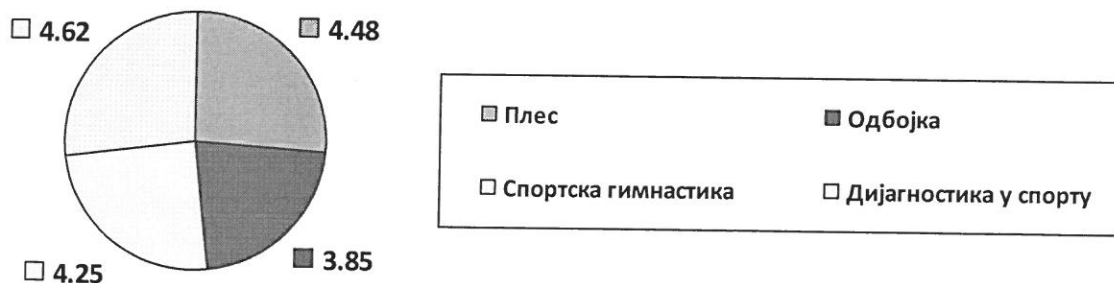 4.62
4.48
4.25
3.85
Плес
Одбојка
Спортска гимнастика
Дијагностика у спорту